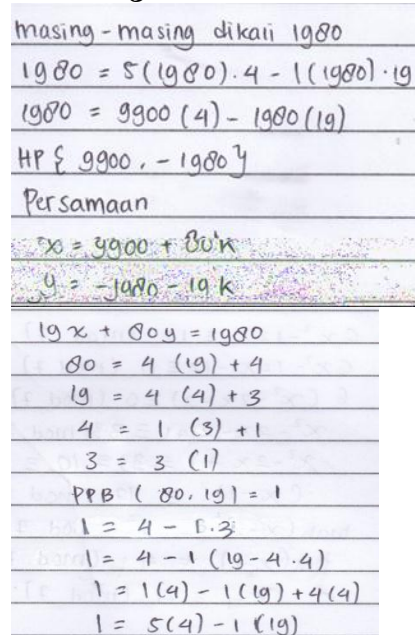 masing-masing dikali 1980
1980 = 5(1980).4 - 1(1980).19
1980 = 9900(4) - 1980(19)
HP { 9900, -1980 }
Persamaan
x = 9900 + 80k
y = -1980 - 19k
19x + 80y = 1980
80 = 4 (19) + 4
19 = 4 (4) + 3
4 = 1 (3) + 1
3 = 3 (1)
PPB ( 80, 19) = 1
1 = 4 - 1.3
1 = 4 - 1 (19 - 4.4)
1 = 1(4) - 1(19) + 4(4)
1 = 5(4) - 1(19)